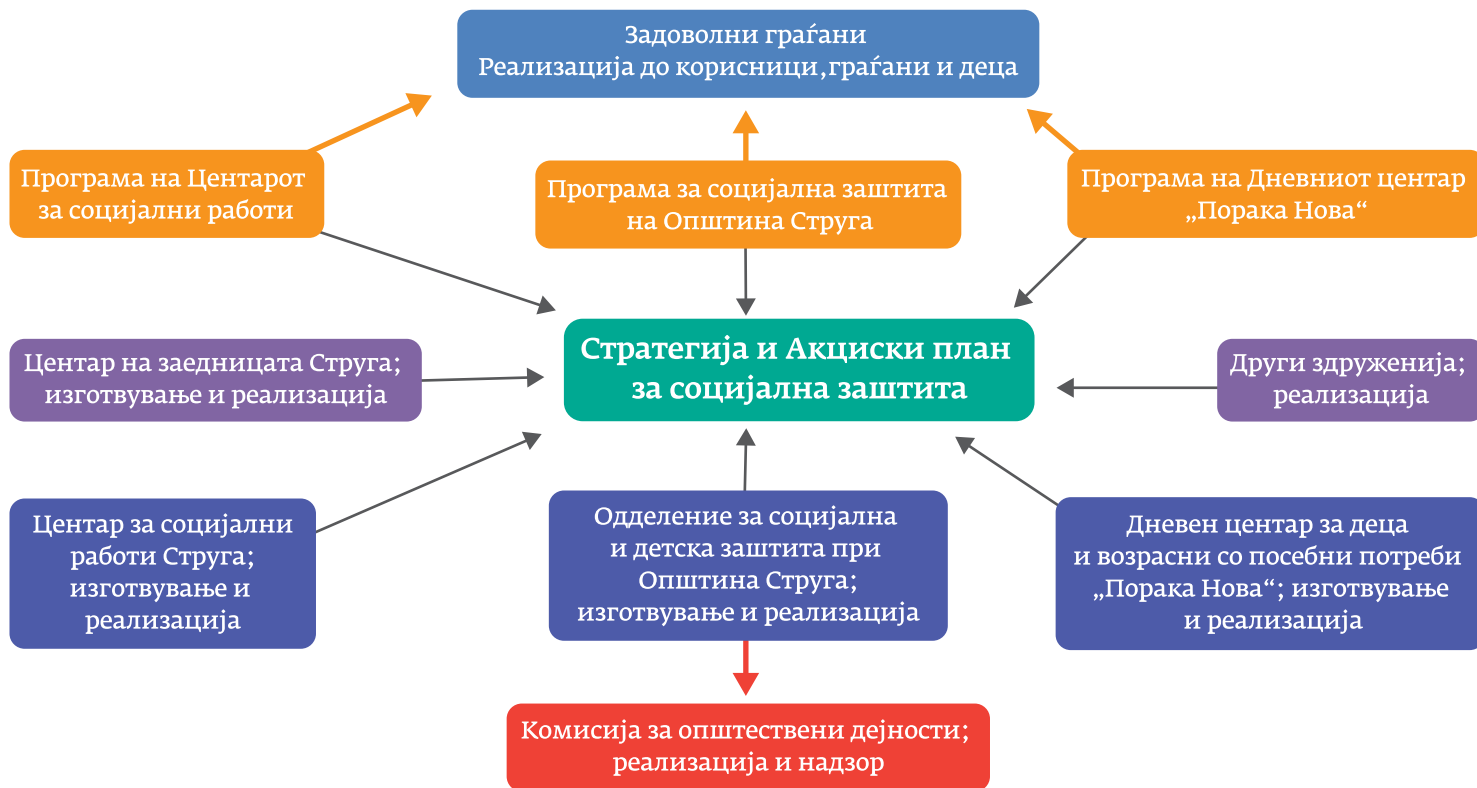 Задоволни граѓани
Реализација до корисници, граѓани и деца
Програма на Центарот
за социјални работи
Програма за социјална заштита
на Општина Струга
Програма на Дневниот центар
„Порака Нова“
Стратегија и Акциски план
за социјална заштита
Центар на заедницата Струга;
изготвување и реализација
Други здруженија;
реализација
Центар за социјални
работи Струга;
изготвување и
реализација
Одделение за социјална
и детска заштита при
Општина Струга;
изготвување и реализација
Дневен центар за деца
и возрасни со посебни потреби
„Порака Нова“; изготвување
и реализација
Комисија за општествени дејности;
реализација и надзор